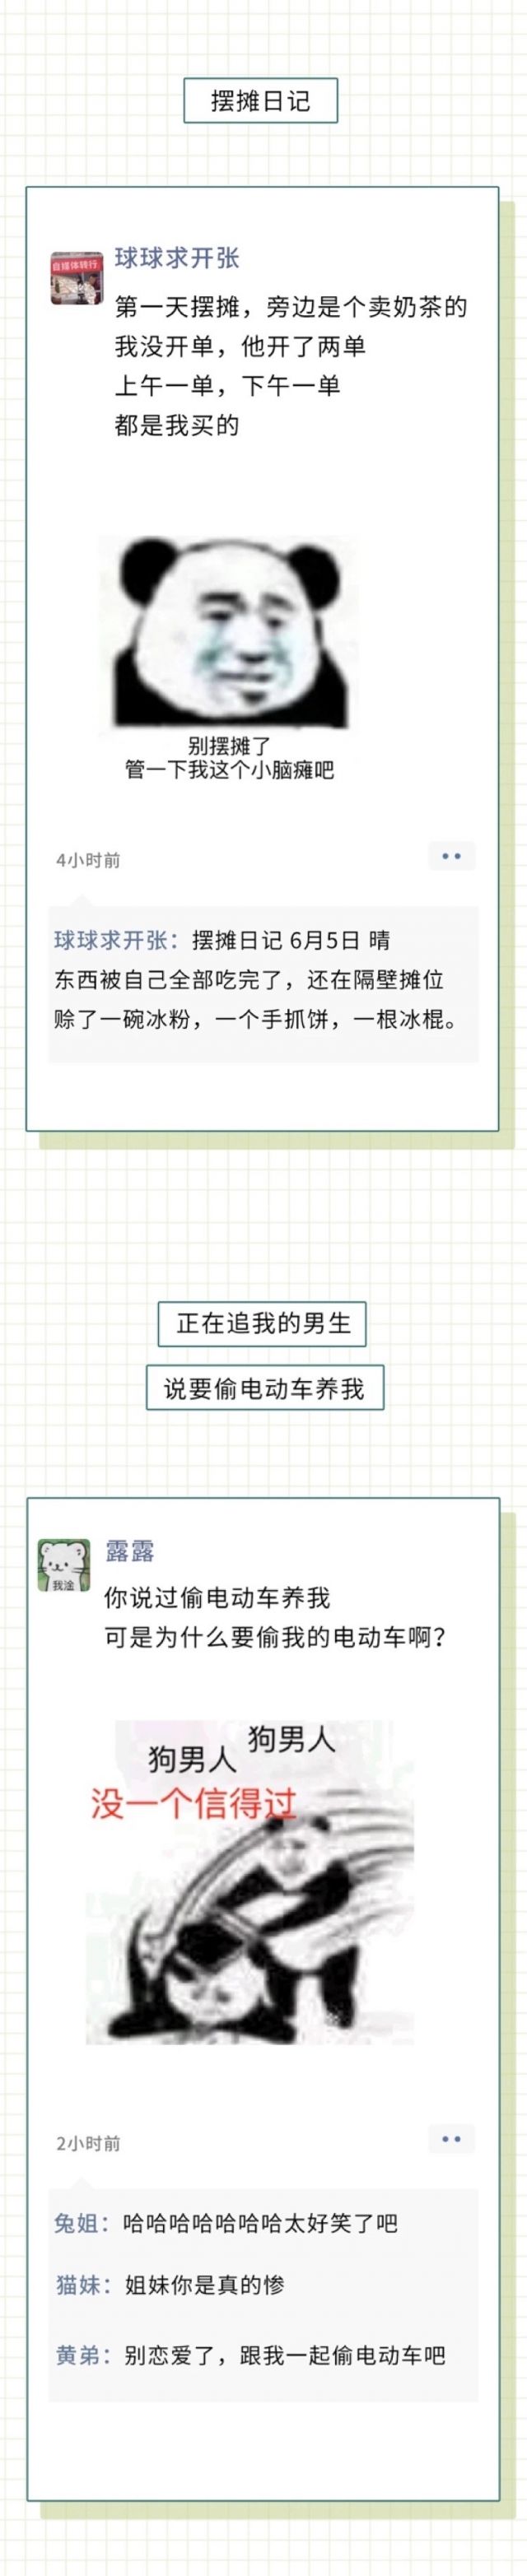 摆摊日记
自媒体转行
球球求开张
第一天摆摊，旁边是个卖奶茶的
我没开单，他开了两单
上午一单，下午一单
都是我买的
别摆摊了
管一下我这个小脑瘫吧
4小时前
球球求开张：摆摊日记 6月5日 晴
东西被自己全部吃完了，还在隔壁摊位
赊了一碗冰粉，一个手抓饼，一根冰棍。
正在追我的男生
说要偷电动车养我
露露
我淦
你说过偷电动车养我
可是为什么要偷我的电动车啊？
狗男人 狗男人
没一个信得过
2小时前
兔姐：哈哈哈哈哈哈哈太好笑了吧
猫妹：姐妹你是真的惨
黄弟：别恋爱了，跟我一起偷电动车吧